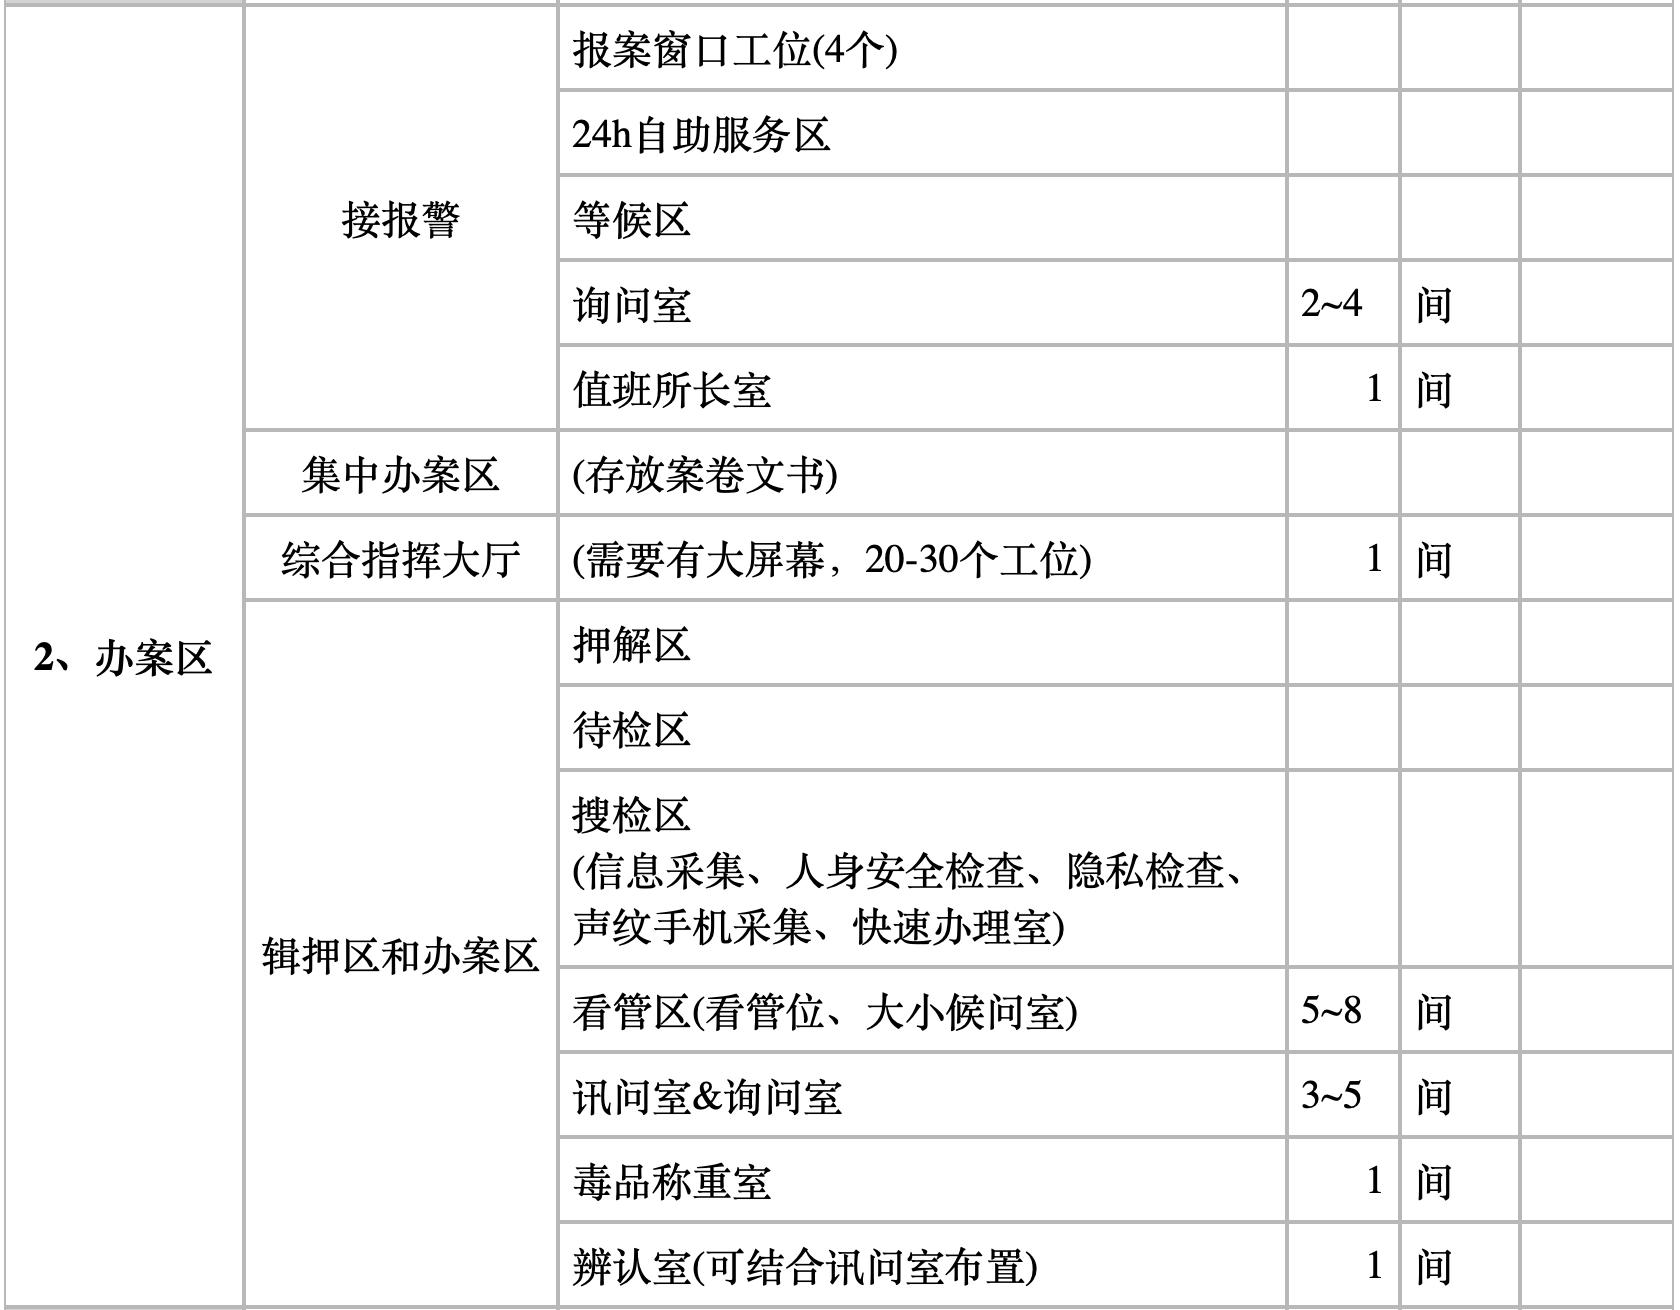 2、办案区
接报警
报案窗口工位(4个)
24h自助服务区
等候区
询问室 2~4 间
值班所长室 1 间
集中办案区 (存放案卷文书)
综合指挥大厅 (需要有大屏幕，20-30个工位) 1 间
辑押区和办案区
押解区
待检区
搜检区
(信息采集、人身安全检查、隐私检查、
声纹手机采集、快速办理室)
看管区(看管位、大小候问室) 5~8 间
讯问室&询问室 3~5 间
毒品称重室 1 间
辨认室(可结合讯问室布置) 1 间